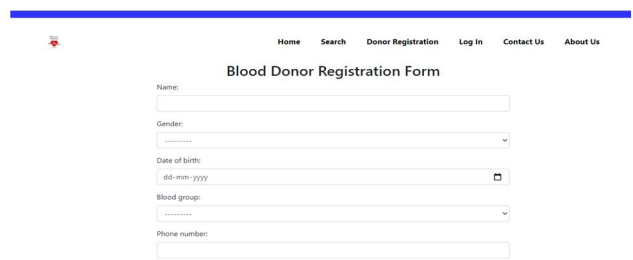 Home Search Donor Registration Log In Contact Us About Us
Blood Donor Registration Form
Name:
Gender:
---------
Date of birth:
dd-mm-yyyy
Blood group:
---------
Phone number: